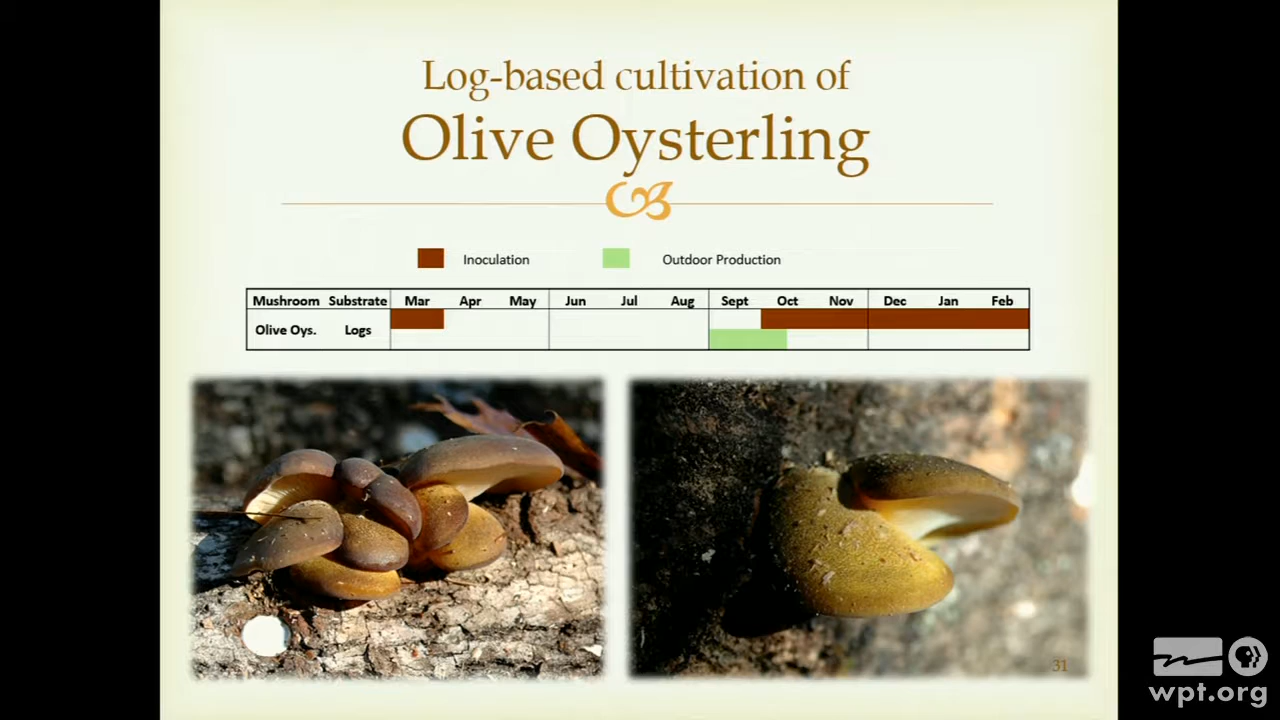 Log-based cultivation of
Olive Oysterling
Inoculation Outdoor Production
Mushroom Substrate Mar Apr May Jun Jul Aug Sept Oct Nov Dec Jan Feb
Olive Oys. Logs
31
PBS
wpt.org